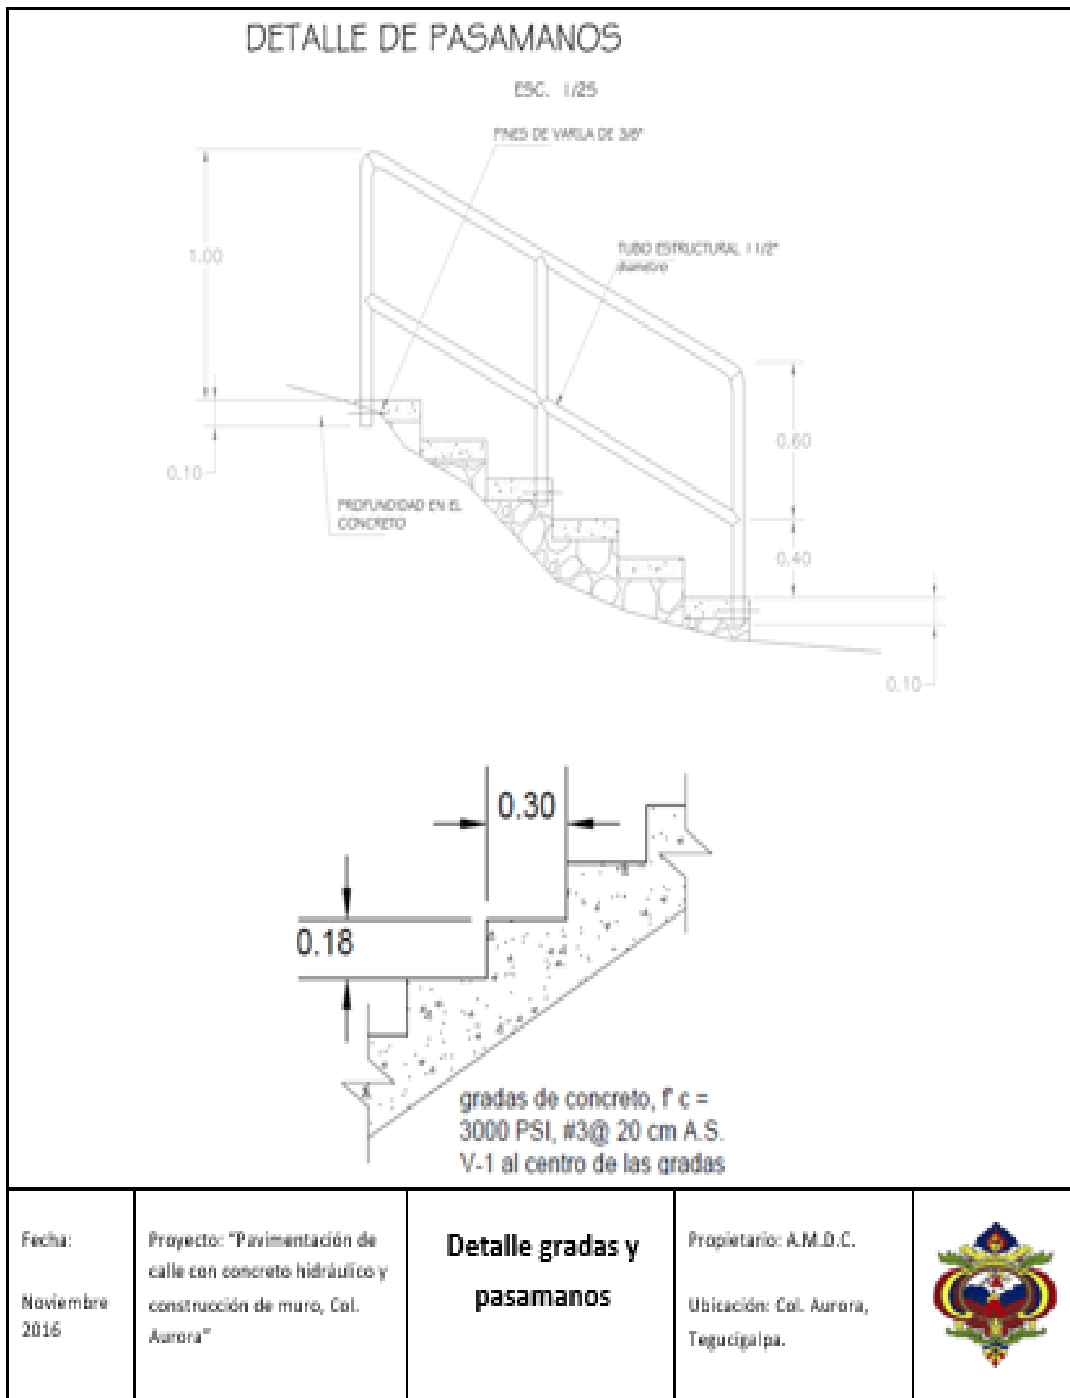 DETALLE DE PASAMANOS
ESC. 1/25
PINES DE VARILLA DE 3/8"
1.00
TUBO ESTRUCTURAL 1 1/2"
diametro
0.60
0.10
PROFUNDIDAD EN EL
CONCRETO
0.40
0.10
0.30
0.18
gradas de concreto, f' c =
3000 PSI, #3@ 20 cm A.S.
V-1 al centro de las gradas
Fecha:
Noviembre
2016
Proyecto: "Pavimentación de
calle con concreto hidráulico y
construcción de muro, Col.
Aurora"
Detalle gradas y
pasamanos
Propietario: A.M.D.C.
Ubicación: Col. Aurora,
Tegucigalpa.